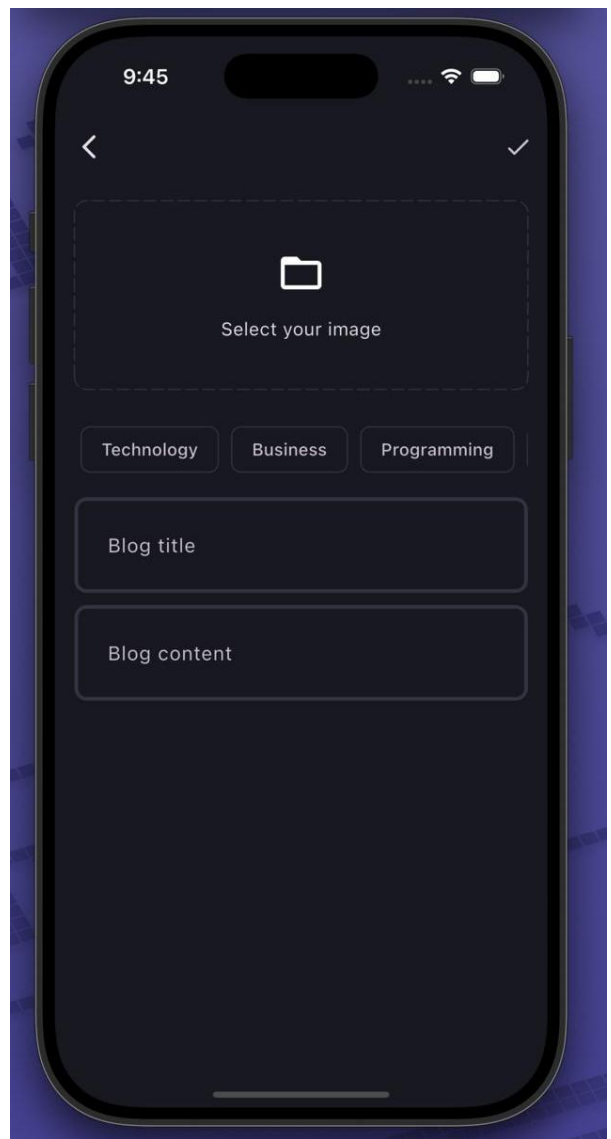 9:45
Select your image
Technology Business Programming
Blog title
Blog content